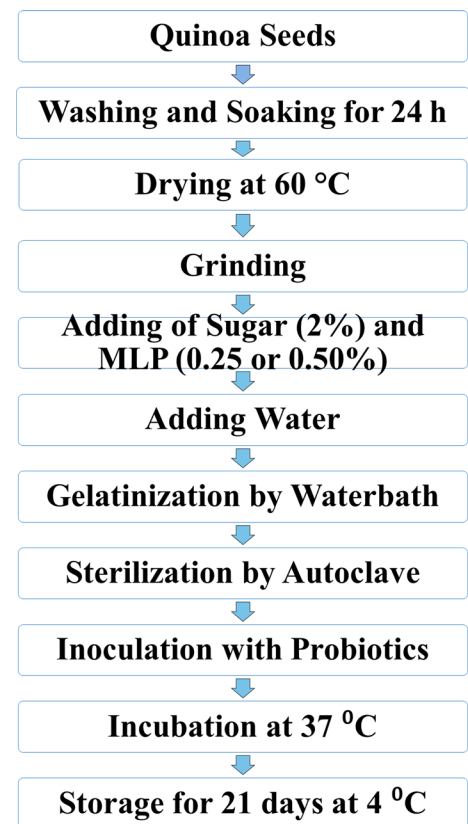 Quinoa Seeds
Washing and Soaking for 24 h
Drying at 60 °C
Grinding
Adding of Sugar (2%) and
MLP (0.25 or 0.50%)
Adding Water
Gelatinization by Waterbath
Sterilization by Autoclave
Inoculation with Probiotics
Incubation at 37 ⁰C
Storage for 21 days at 4 ⁰C